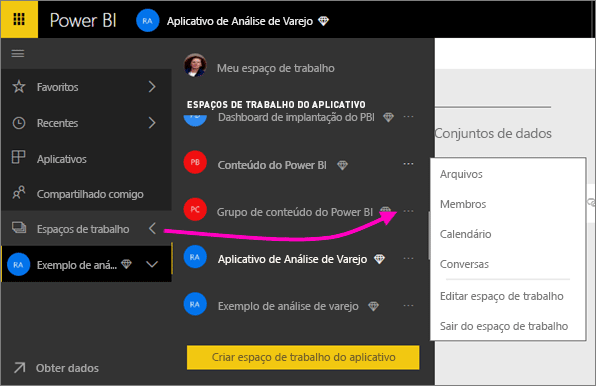 Power BI
RA
Aplicativo de Análise de Varejo
Favoritos
Recentes
Aplicativos
Compartilhado comigo
Espaços de trabalho
RA
Exemplo de aná...
Obter dados
Meu espaço de trabalho
ESPAÇOS DE TRABALHO DO APLICATIVO
Dashboard de implantação do PBI
...
PB
Conteúdo do Power BI
...
PC
Grupo de conteúdo do Power BI
...
RA
Aplicativo de Análise de Varejo
...
RA
Exemplo de análise de varejo
...
Criar espaço de trabalho do aplicativo
Conjuntos de dados
Arquivos
Membros
Calendário
Conversas
Editar espaço de trabalho
Sair do espaço de trabalho